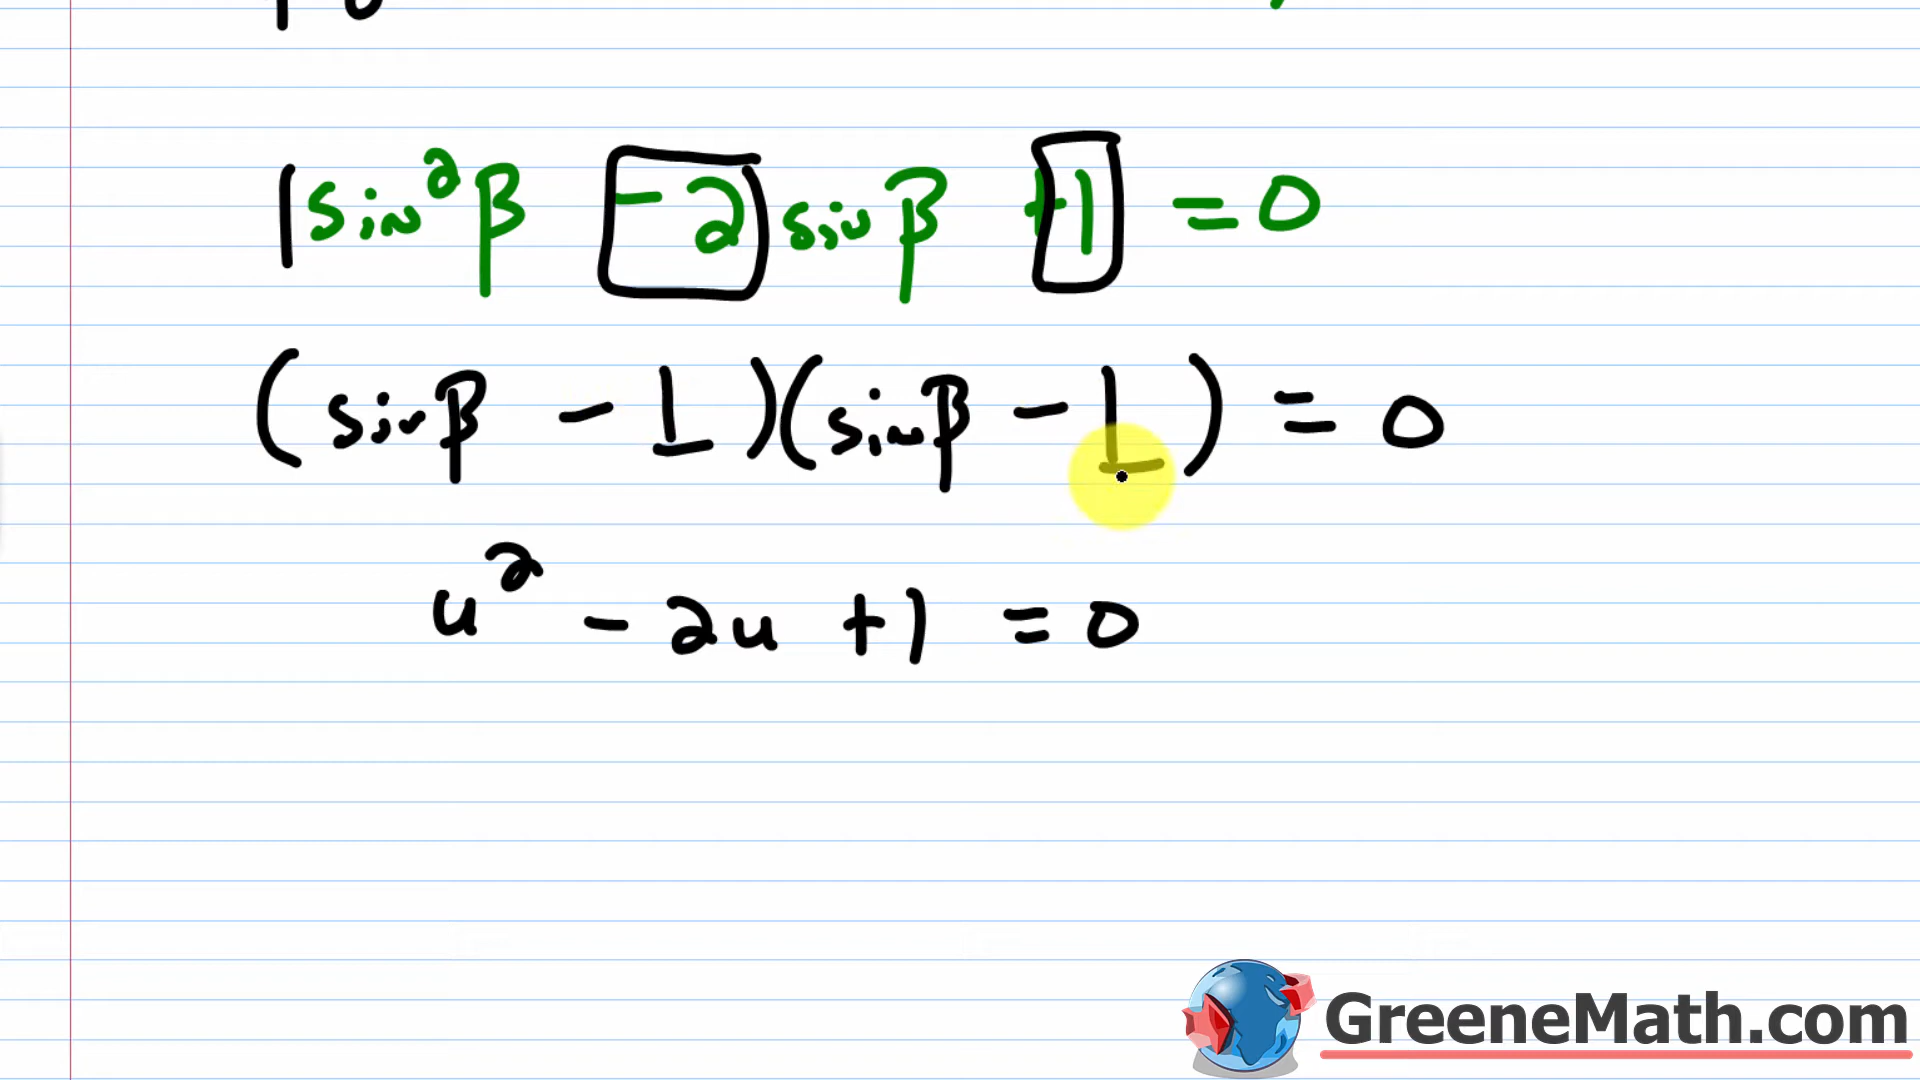 1sin²β -2sinβ +1 = 0
(sinβ - 1)(sinβ - 1) = 0
u² - 2u + 1 = 0
GreeneMath.com